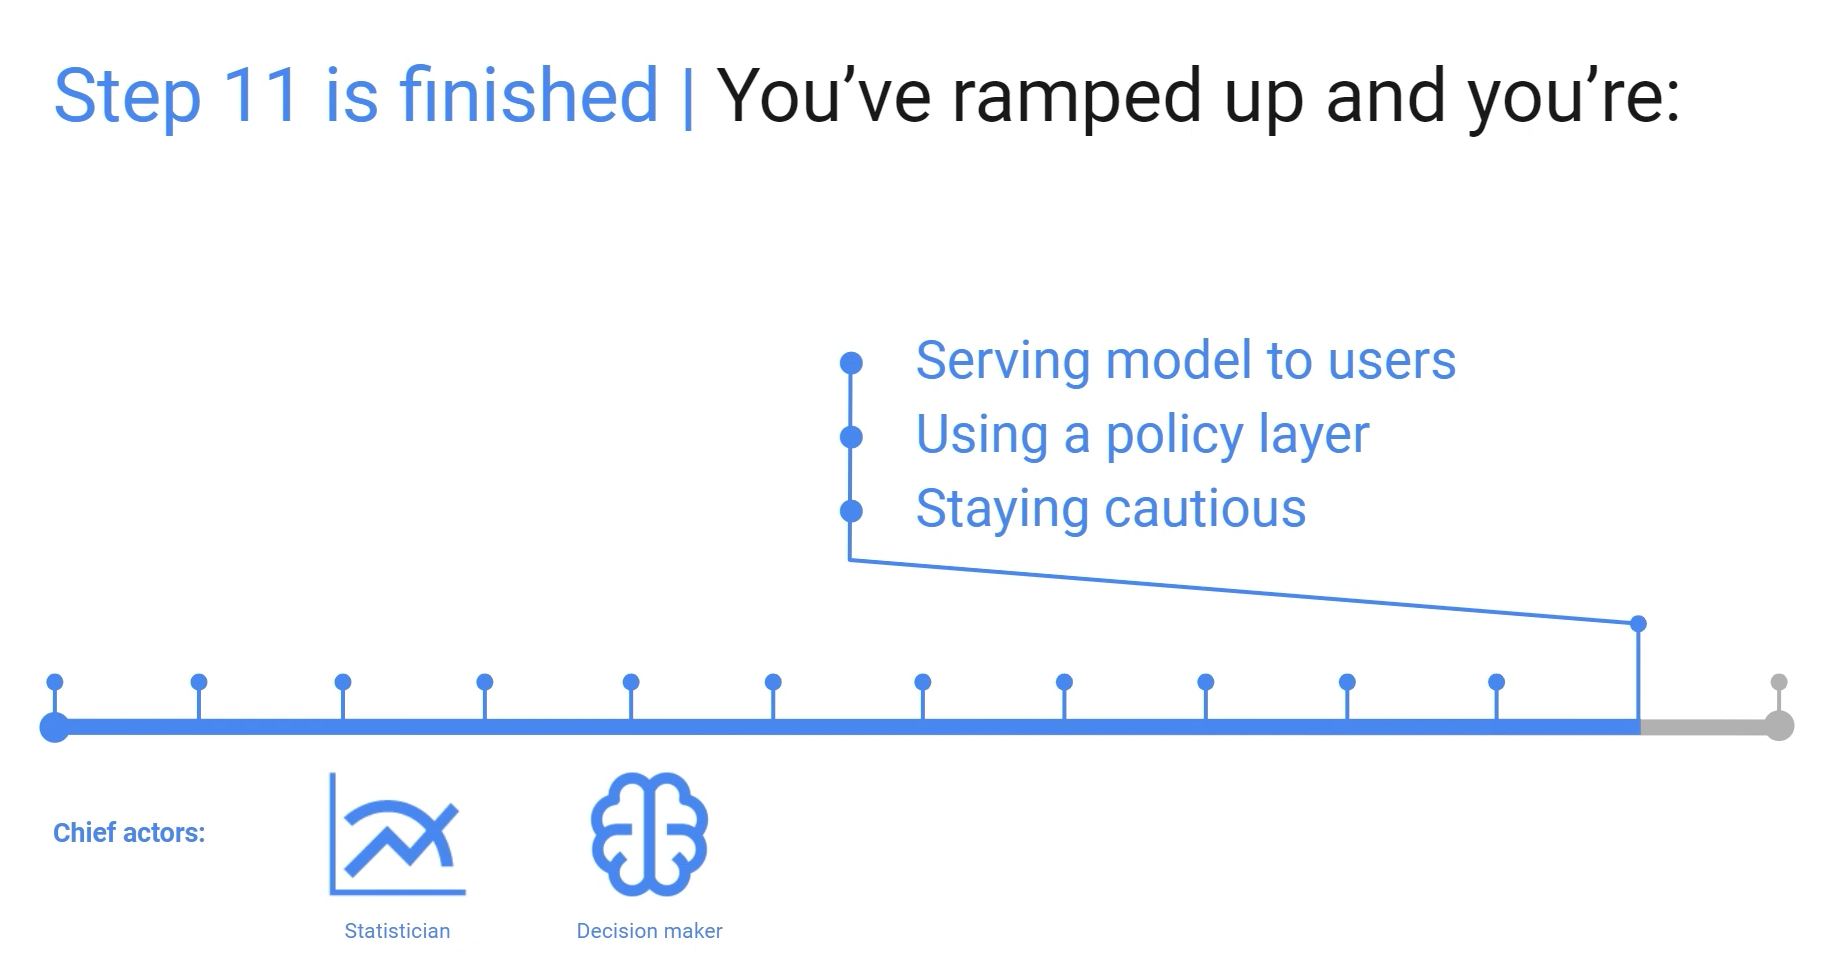 Step 11 is finished | You’ve ramped up and you’re:
Serving model to users
Using a policy layer
Staying cautious
Chief actors:
Statistician
Decision maker